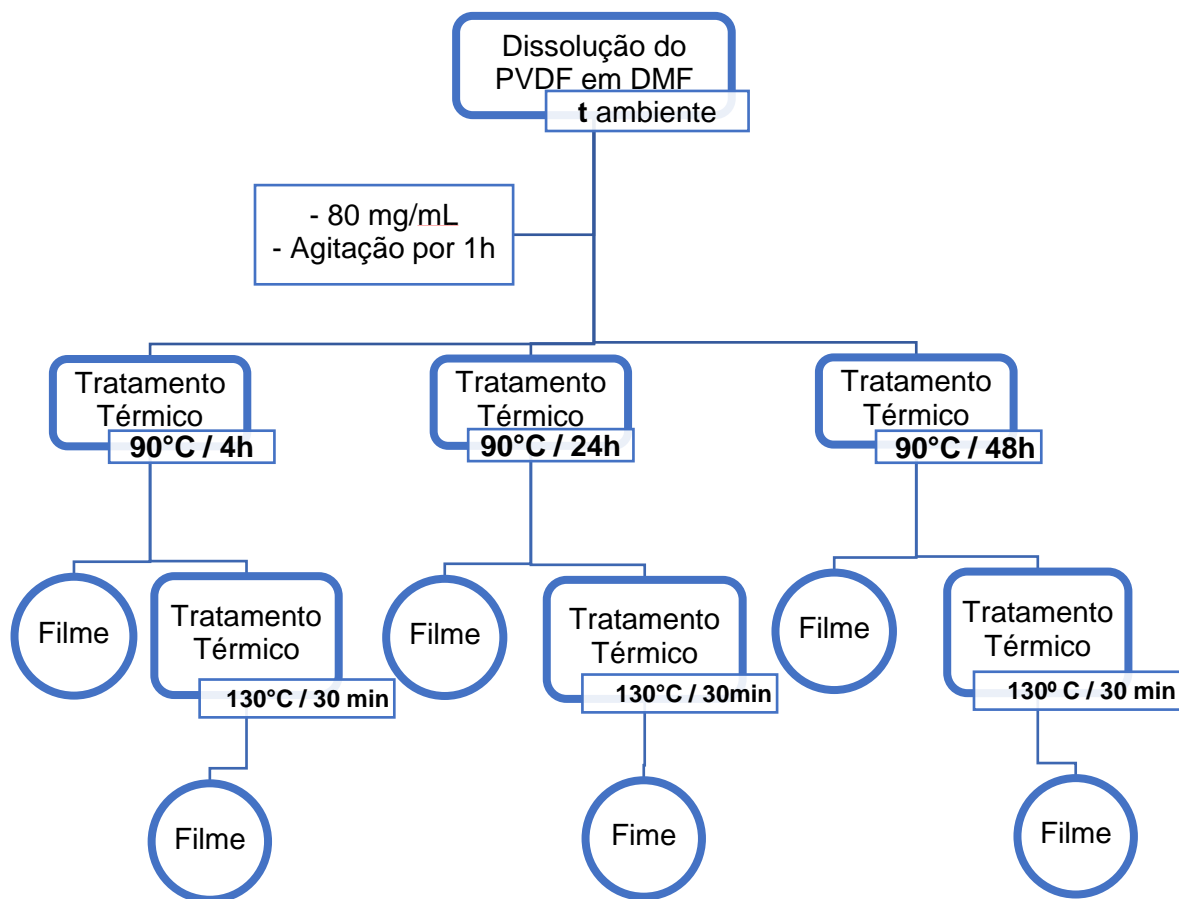 Dissolução do
PVDF em DMF
t ambiente
- 80 mg/mL
- Agitação por 1h
Tratamento
Térmico
90°C / 4h
Tratamento
Térmico
90°C / 24h
Tratamento
Térmico
90°C / 48h
Filme
Tratamento
Térmico
130°C / 30 min
Filme
Tratamento
Térmico
130°C / 30min
Filme
Tratamento
Térmico
130º C / 30 min
Filme
Fime
Filme